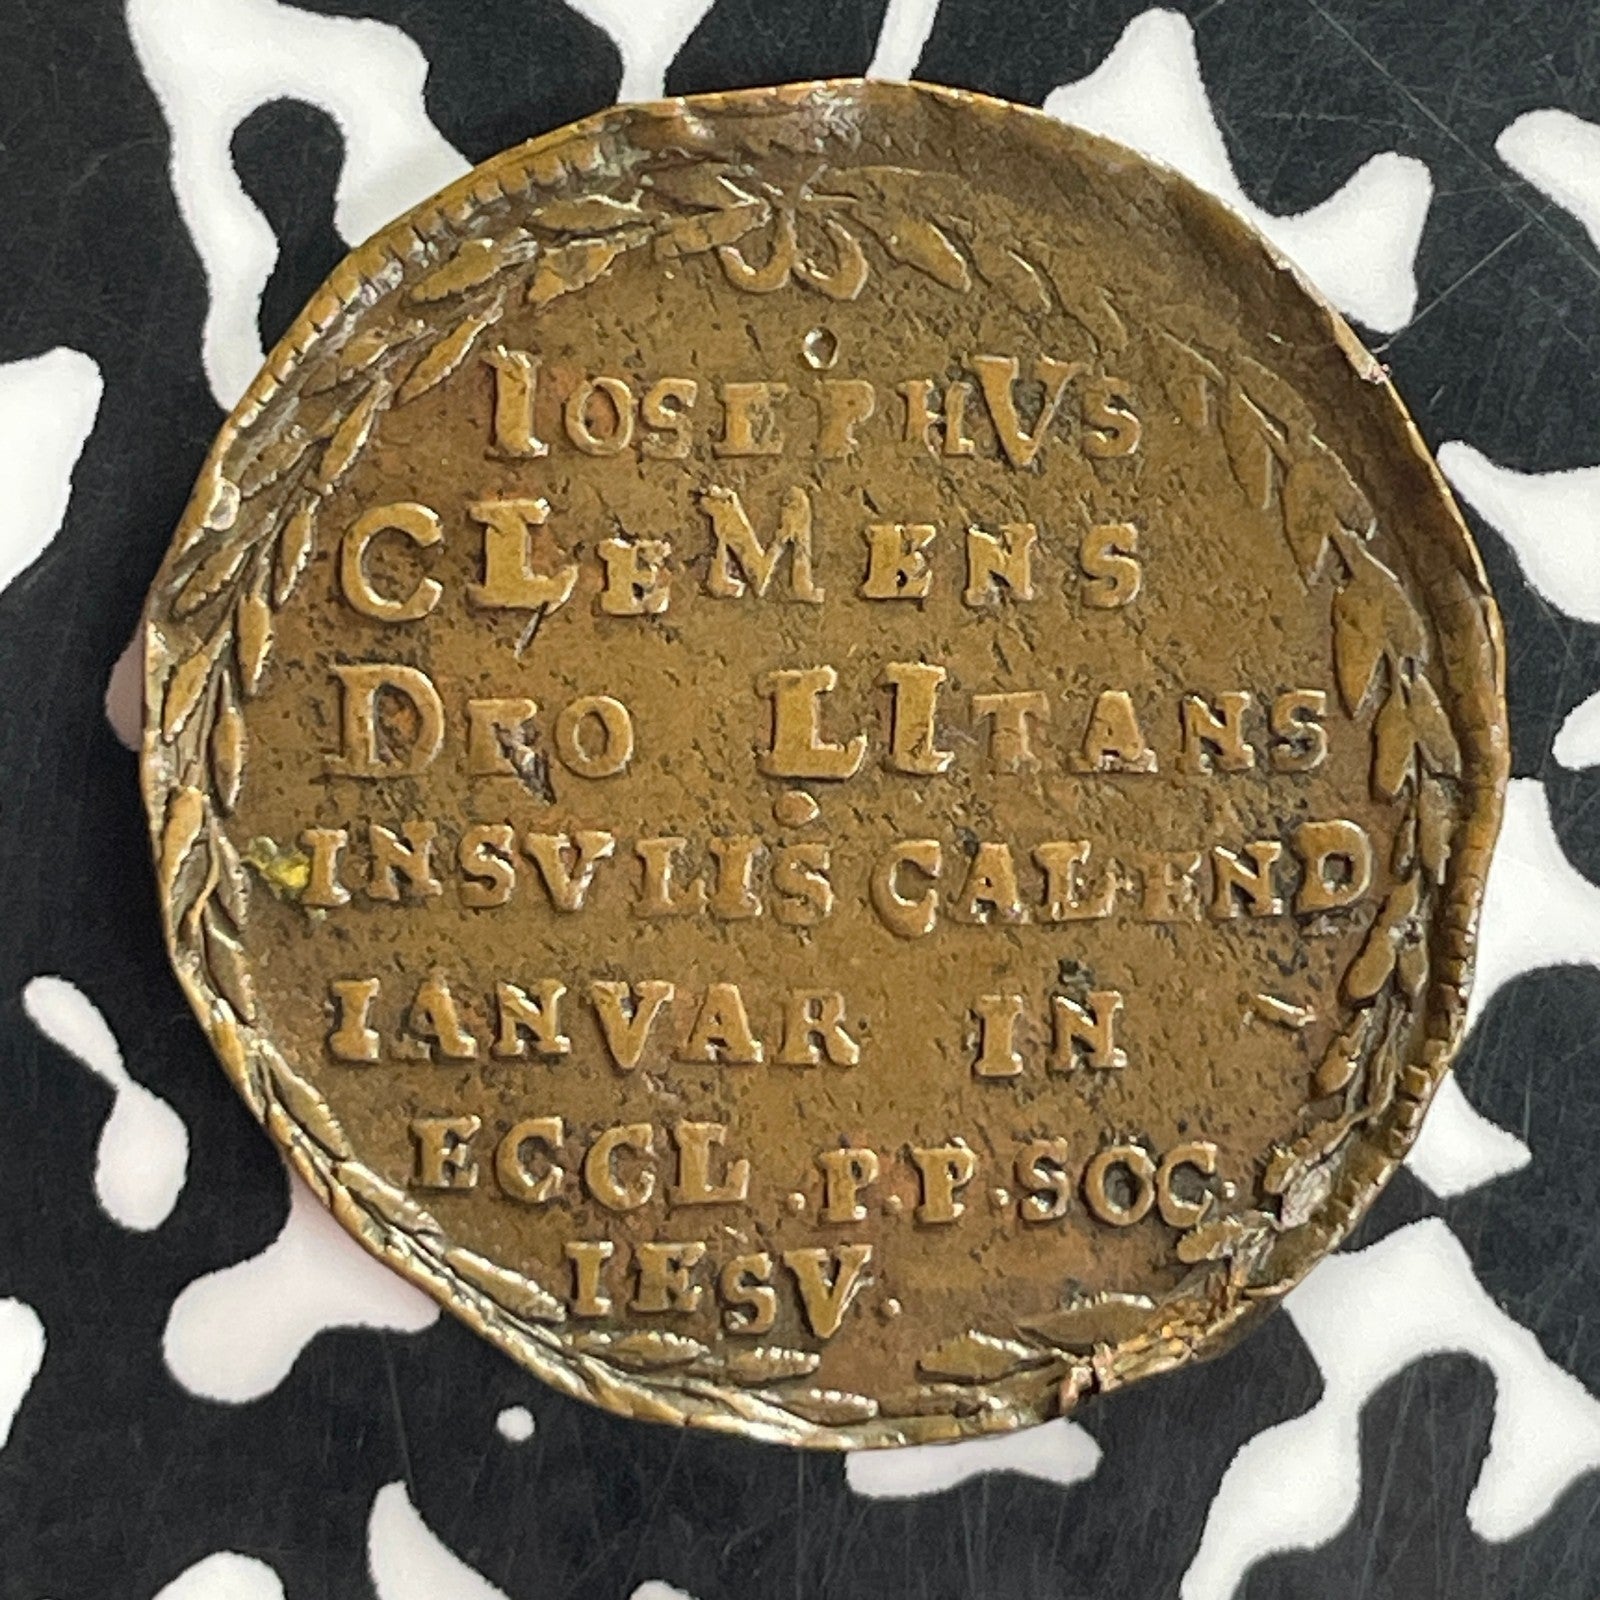 IOSEPHVS
CLEMENS
DEO LITANS
INSVLIS CALEND
IANVAR IN
ECCL.P.P.SOC.
IESV.